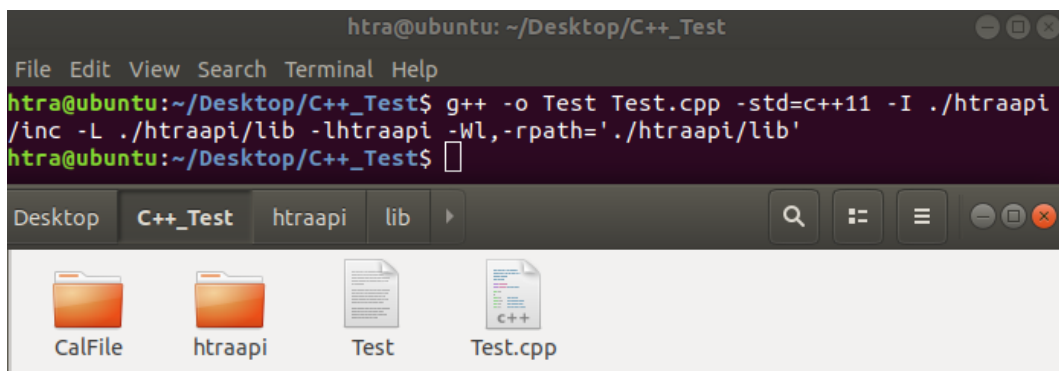 htra@ubuntu: ~/Desktop/C++_Test
File Edit View Search Terminal Help
htra@ubuntu:~/Desktop/C++_Test$ g++ -o Test Test.cpp -std=c++11 -I ./htraapi
/inc -L ./htraapi/lib -lhtraapi -Wl,-rpath='./htraapi/lib'
htra@ubuntu:~/Desktop/C++_Test$
Desktop C++_Test htraapi lib
C++
CalFile htraapi Test Test.cpp